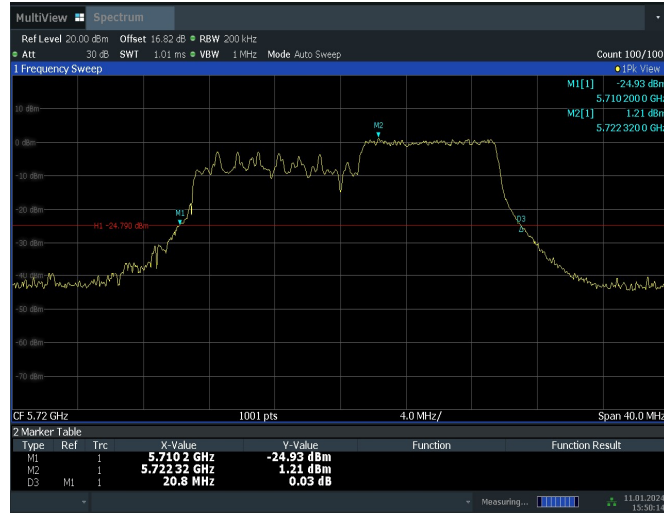 MultiView Spectrum
Ref Level 20.00 dBm Offset 16.82 dB RBW 200 kHz
Att 30 dB SWT 1.01 ms VBW 1 MHz Mode Auto Sweep Count 100/100
1 Frequency Sweep 1Pk View
M1[1] -24.93 dBm
5.710 200 0 GHz
M2[1] 1.21 dBm
5.722 320 0 GHz
M2
10 dBm
0 dBm
-10 dBm
-20 dBm
M1
D3
H1 -24.790 dBm
-30 dBm
-40 dBm
-50 dBm
-60 dBm
-70 dBm
CF 5.72 GHz 1001 pts 4.0 MHz/ Span 40.0 MHz
2 Marker Table
Type Ref Trc X-Value Y-Value Function Function Result
M1 1 5.710 2 GHz -24.93 dBm
M2 1 5.722 32 GHz 1.21 dBm
D3 M1 1 20.8 MHz 0.03 dB
Measuring... 11.01.2024
15:50:14